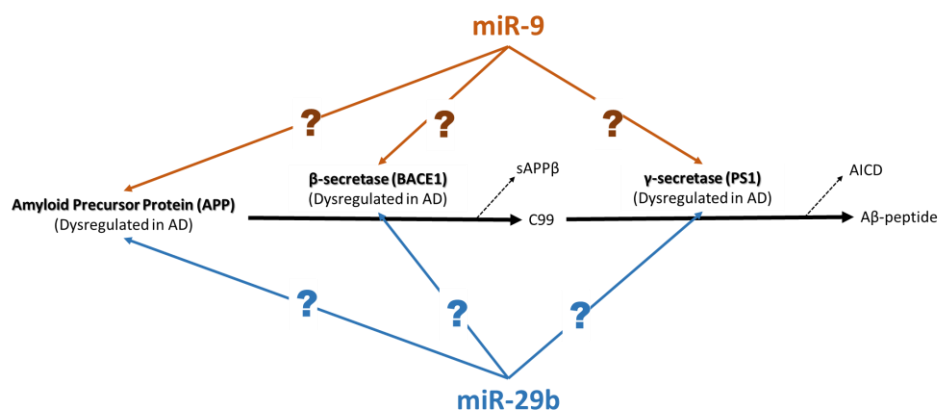 miR-9
?
?
?
sAPPβ
AICD
β-secretase (BACE1)
(Dysregulated in AD)
γ-secretase (PS1)
(Dysregulated in AD)
Amyloid Precursor Protein (APP)
(Dysregulated in AD)
C99
Aβ-peptide
?
?
?
miR-29b